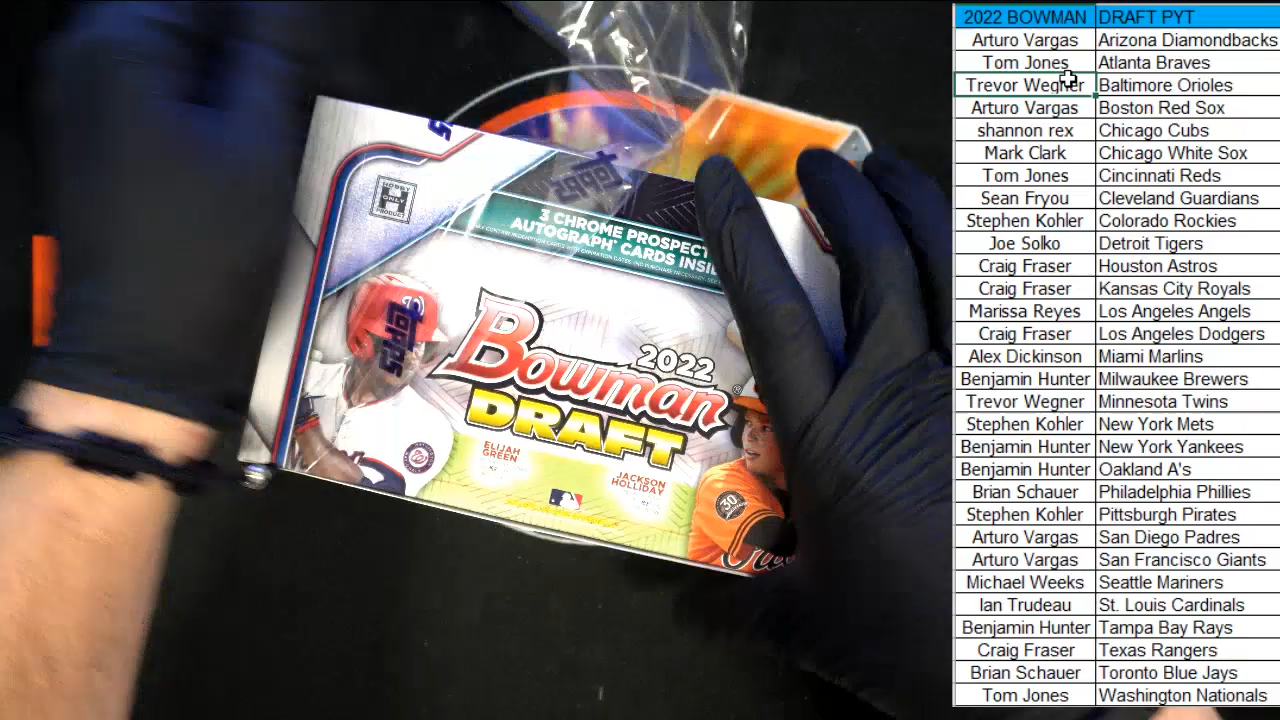 HOBBY
H
ONLY
PRODUCT
TOPPS
TOPPS
3 CHROME PROSPECT
AUTOGRAPH CARDS INSI
2022
Bowman
DRAFT
ELIJAH
GREEN
JACKSON
HOLLIDAY
30
2022 BOWMAN DRAFT PYT
Arturo Vargas Arizona Diamondbacks
Tom Jones Atlanta Braves
Trevor Wegner Baltimore Orioles
Arturo Vargas Boston Red Sox
shannon rex Chicago Cubs
Mark Clark Chicago White Sox
Tom Jones Cincinnati Reds
Sean Fryou Cleveland Guardians
Stephen Kohler Colorado Rockies
Joe Solko Detroit Tigers
Craig Fraser Houston Astros
Craig Fraser Kansas City Royals
Marissa Reyes Los Angeles Angels
Craig Fraser Los Angeles Dodgers
Alex Dickinson Miami Marlins
Benjamin Hunter Milwaukee Brewers
Trevor Wegner Minnesota Twins
Stephen Kohler New York Mets
Benjamin Hunter New York Yankees
Benjamin Hunter Oakland A's
Brian Schauer Philadelphia Phillies
Stephen Kohler Pittsburgh Pirates
Arturo Vargas San Diego Padres
Arturo Vargas San Francisco Giants
Michael Weeks Seattle Mariners
Ian Trudeau St. Louis Cardinals
Benjamin Hunter Tampa Bay Rays
Craig Fraser Texas Rangers
Brian Schauer Toronto Blue Jays
Tom Jones Washington Nationals